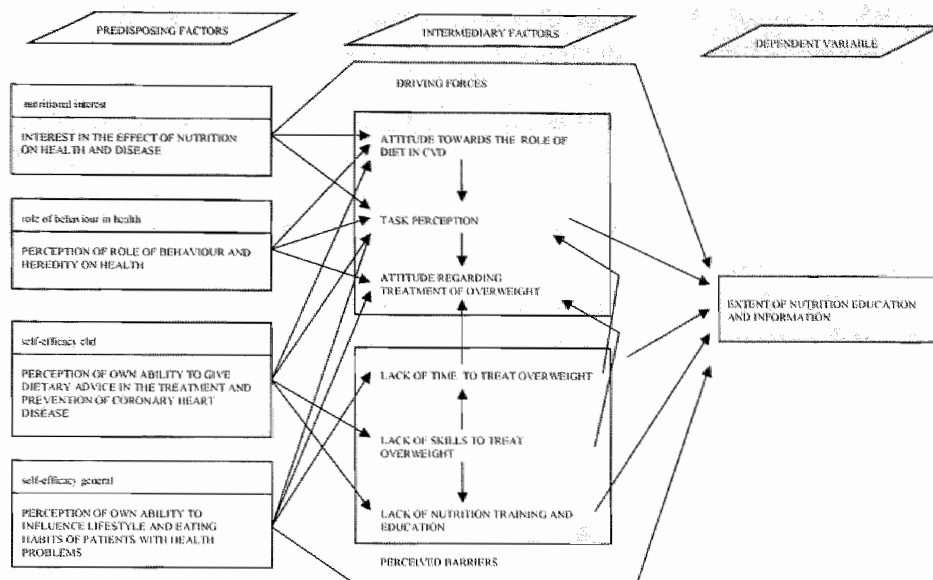 PREDISPOSING FACTORS
INTERMEDIARY FACTORS
DEPENDENT VARIABLE
nutritional interest
INTEREST IN THE EFFECT OF NUTRITION
ON HEALTH AND DISEASE
role of behaviour in health
PERCEPTION OF ROLE OF BEHAVIOUR AND
HEREDITY ON HEALTH
self-efficacy chd
PERCEPTION OF OWN ABILITY TO GIVE
DIETARY ADVICE IN THE TREATMENT AND
PREVENTION OF CORONARY HEART
DISEASE
self-efficacy general
PERCEPTION OF OWN ABILITY TO
INFLUENCE LIFESTYLE AND EATING
HABITS OF PATIENTS WITH HEALTH
PROBLEMS
DRIVING FORCES
ATTITUDE TOWARDS THE ROLE OF
DIET IN CVD
TASK PERCEPTION
ATTITUDE REGARDING
TREATMENT OF OVERWEIGHT
LACK OF TIME TO TREAT OVERWEIGHT
LACK OF SKILLS TO TREAT
OVERWEIGHT
LACK OF NUTRITION TRAINING AND
EDUCATION
PERCEIVED BARRIERS
EXTENT OF NUTRITION EDUCATION
AND INFORMATION